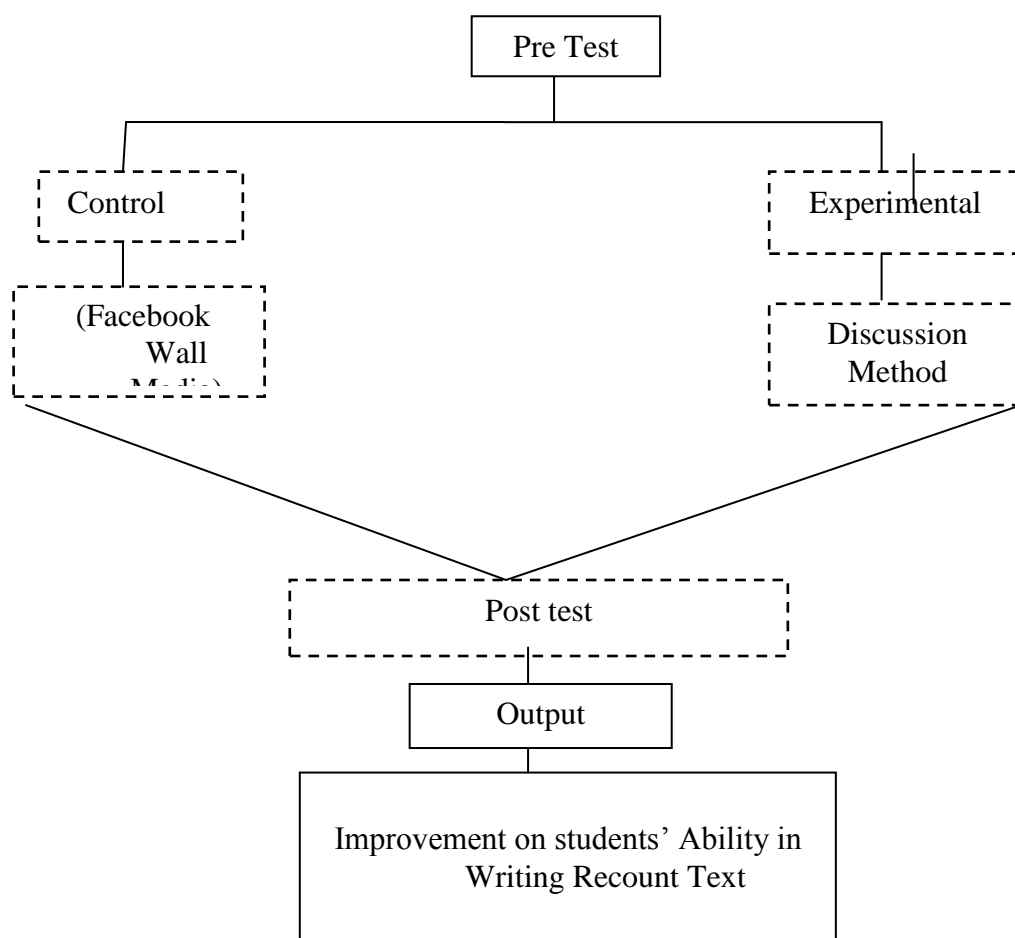 Pre Test
Control
Experimental
(Facebook
Wall
Discussion
Method
Post test
Output
Improvement on students’ Ability in
Writing Recount Text